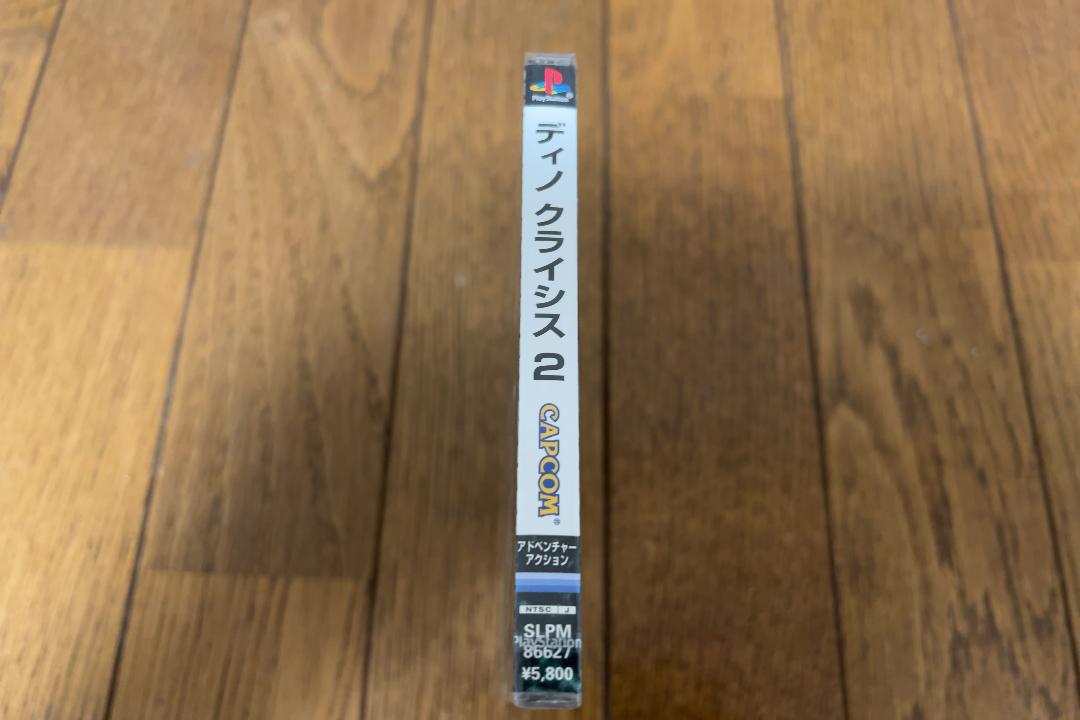 PlayStation
ディノ クライシス 2
CAPCOM
アドベンチャー
アクション
NTSC J
SLPM
PlayStation
86627
¥5,800